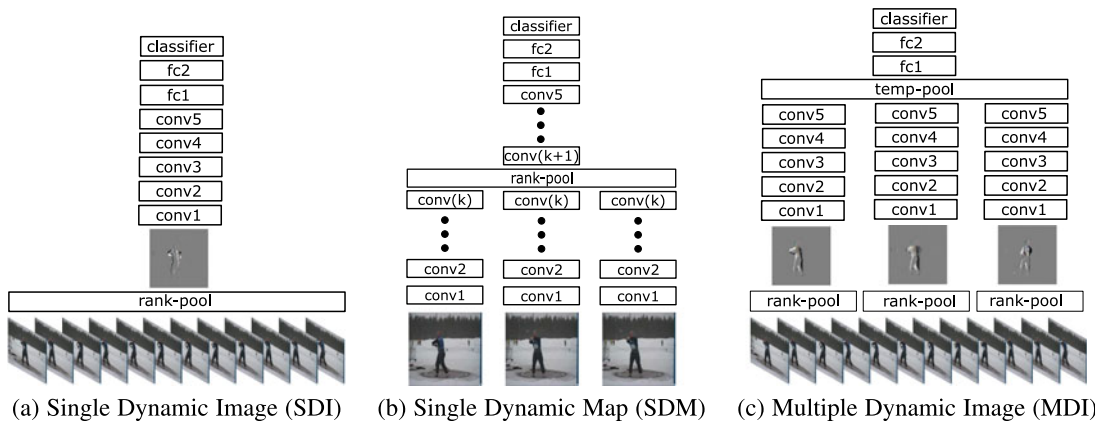 classifier
fc2
fc1
conv5
conv4
conv3
conv2
conv1
rank-pool
(a) Single Dynamic Image (SDI)
classifier
fc2
fc1
conv5
conv(k+1)
rank-pool
conv(k) conv(k) conv(k)
conv2 conv2 conv2
conv1 conv1 conv1
(b) Single Dynamic Map (SDM)
classifier
fc2
fc1
temp-pool
conv5 conv5 conv5
conv4 conv4 conv4
conv3 conv3 conv3
conv2 conv2 conv2
conv1 conv1 conv1
rank-pool rank-pool rank-pool
(c) Multiple Dynamic Image (MDI)